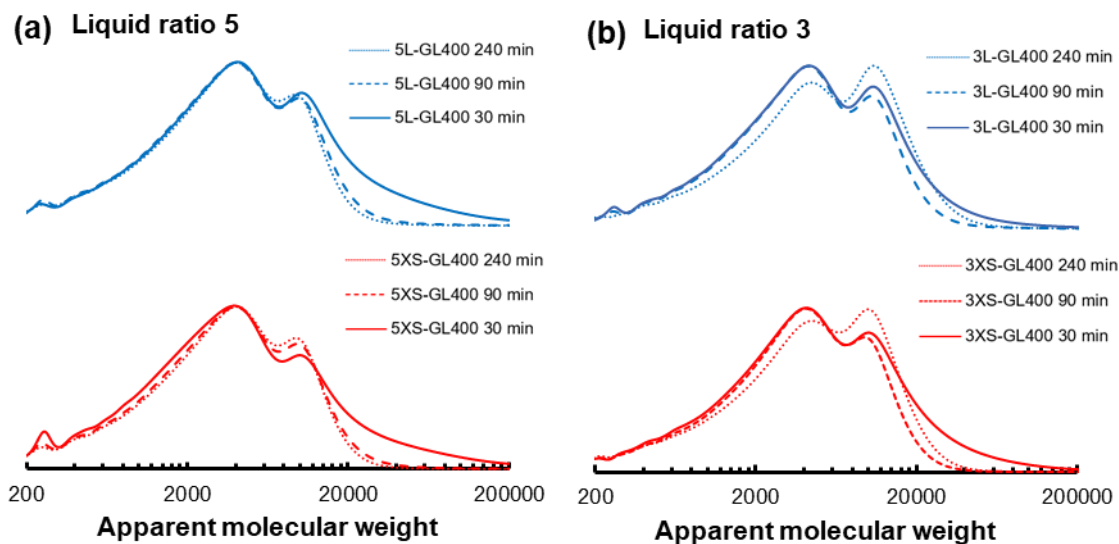 (a) Liquid ratio 5
5L-GL400 240 min
5L-GL400 90 min
5L-GL400 30 min
5XS-GL400 240 min
5XS-GL400 90 min
5XS-GL400 30 min
200 2000 20000 200000
Apparent molecular weight
(b) Liquid ratio 3
3L-GL400 240 min
3L-GL400 90 min
3L-GL400 30 min
3XS-GL400 240 min
3XS-GL400 90 min
3XS-GL400 30 min
200 2000 20000 200000
Apparent molecular weight